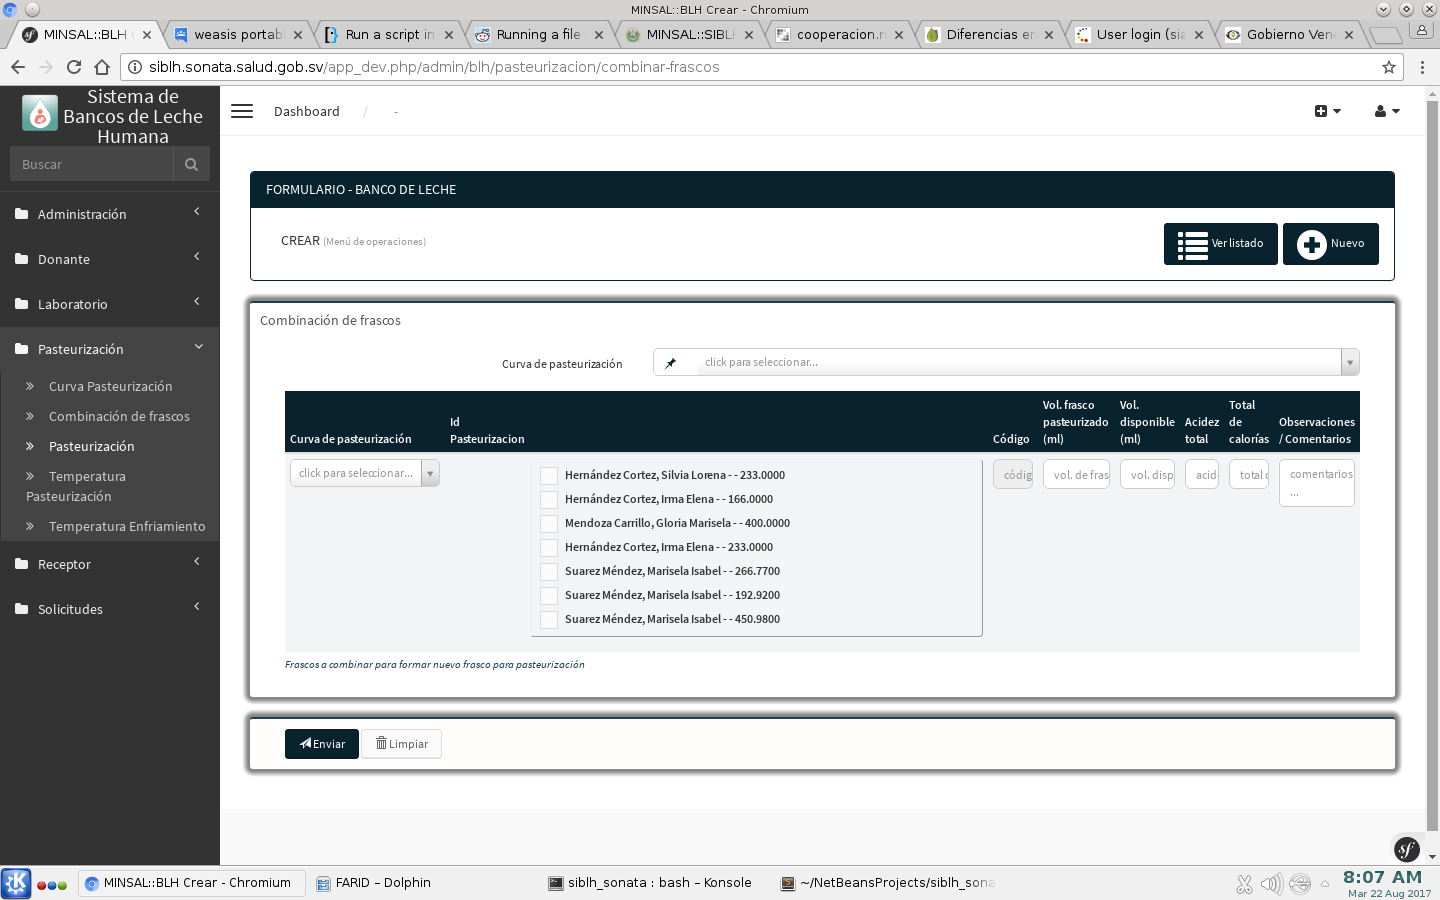 MINSAL::BLH Crear - Chromium
MINSAL::BLH
weasis portabl
Run a script in
Running a file
MINSAL::SIBLH
cooperacion.r
Diferencias en
User login (sia
Gobierno Ven
siblh.sonata.salud.gob.sv/app_dev.php/admin/blh/pasteurizacion/combinar-frascos
Sistema de
Bancos de Leche
Humana
Buscar
Administración
Donante
Laboratorio
Pasteurización
Curva Pasteurización
Combinación de frascos
Pasteurización
Temperatura
Pasteurización
Temperatura Enfriamiento
Receptor
Solicitudes
Dashboard / -
FORMULARIO - BANCO DE LECHE
CREAR (Menú de operaciones)
Ver listado
Nuevo
Combinación de frascos
Curva de pasteurización
click para seleccionar...
Curva de pasteurización
Id
Pasteurizacion
Código
Vol. frasco
pasteurizado
(ml)
Vol.
disponible
(ml)
Acidez
total
Total
de
calorías
Observaciones
/ Comentarios
click para seleccionar...
Hernández Cortez, Silvia Lorena - - 233.0000
Hernández Cortez, Irma Elena - - 166.0000
Mendoza Carrillo, Gloria Marisela - - 400.0000
Hernández Cortez, Irma Elena - - 233.0000
Suarez Méndez, Marisela Isabel - - 266.7700
Suarez Méndez, Marisela Isabel - - 192.9200
Suarez Méndez, Marisela Isabel - - 450.9800
códig
vol. de fras
vol. disp
acid
total c
comentarios
...
Frascos a combinar para formar nuevo frasco para pasteurización
Enviar
Limpiar
sf
MINSAL::BLH Crear - Chromium
FARID – Dolphin
siblh_sonata : bash – Konsole
~/NetBeansProjects/siblh_sona
8:07 AM
Mar 22 Aug 2017